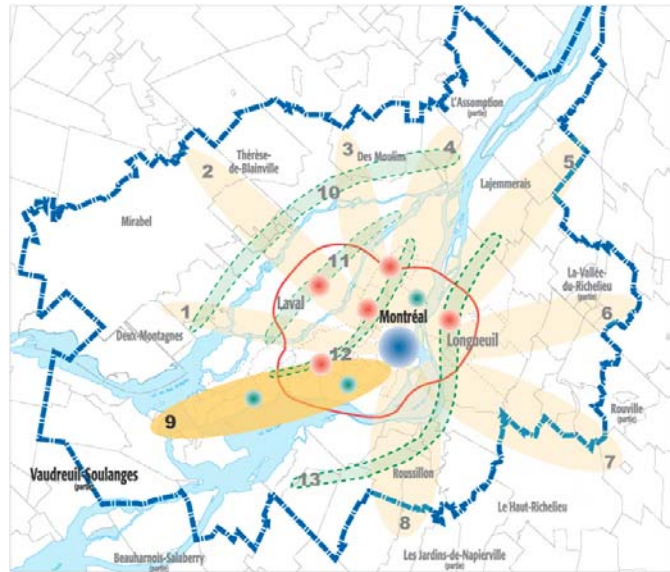 L'Assomption
(partie)
4
3
Des Moulins
Thérèse-
de-Blainville
2
5
Lajemmerais
10
Mirabel
11
La-Vallée-
du-Richelieu
(partie)
Laval
1
6
Montréal
Deux-Montagnes
Longueuil
12
9
Rouville
(partie)
7
Vaudreuil-Soulanges
(partie)
13
Roussillon
Le Haut-Richelieu
8
Beauharnois-Salaberry
(partie)
Les Jardins-de-Napierville
(partie)